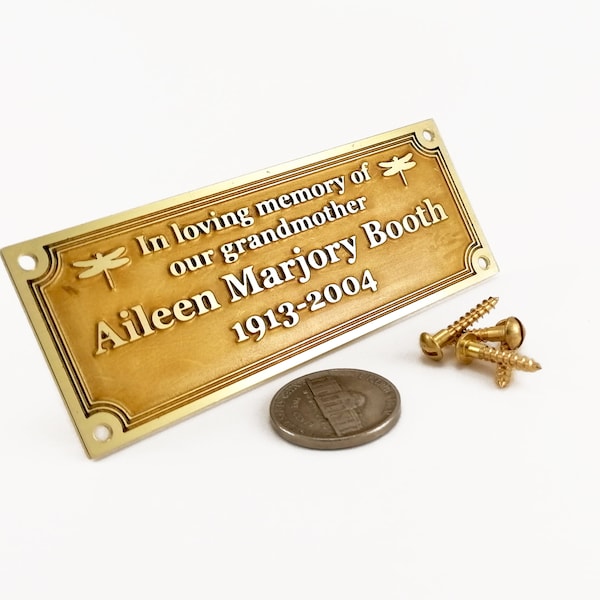 In loving memory of
our grandmother
Aileen Marjory Booth
1913-2004